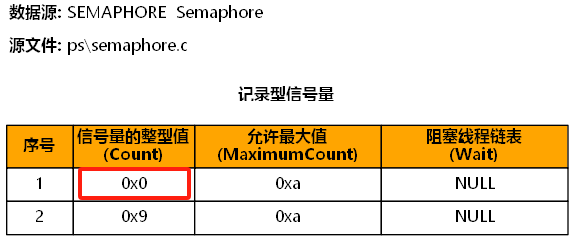 数据源: SEMAPHORE Semaphore
源文件: ps\semaphore.c
记录型信号量
序号 信号量的整型值 (Count) 允许最大值 (MaximumCount) 阻塞线程链表 (Wait)
1 0x0 0xa NULL
2 0x9 0xa NULL